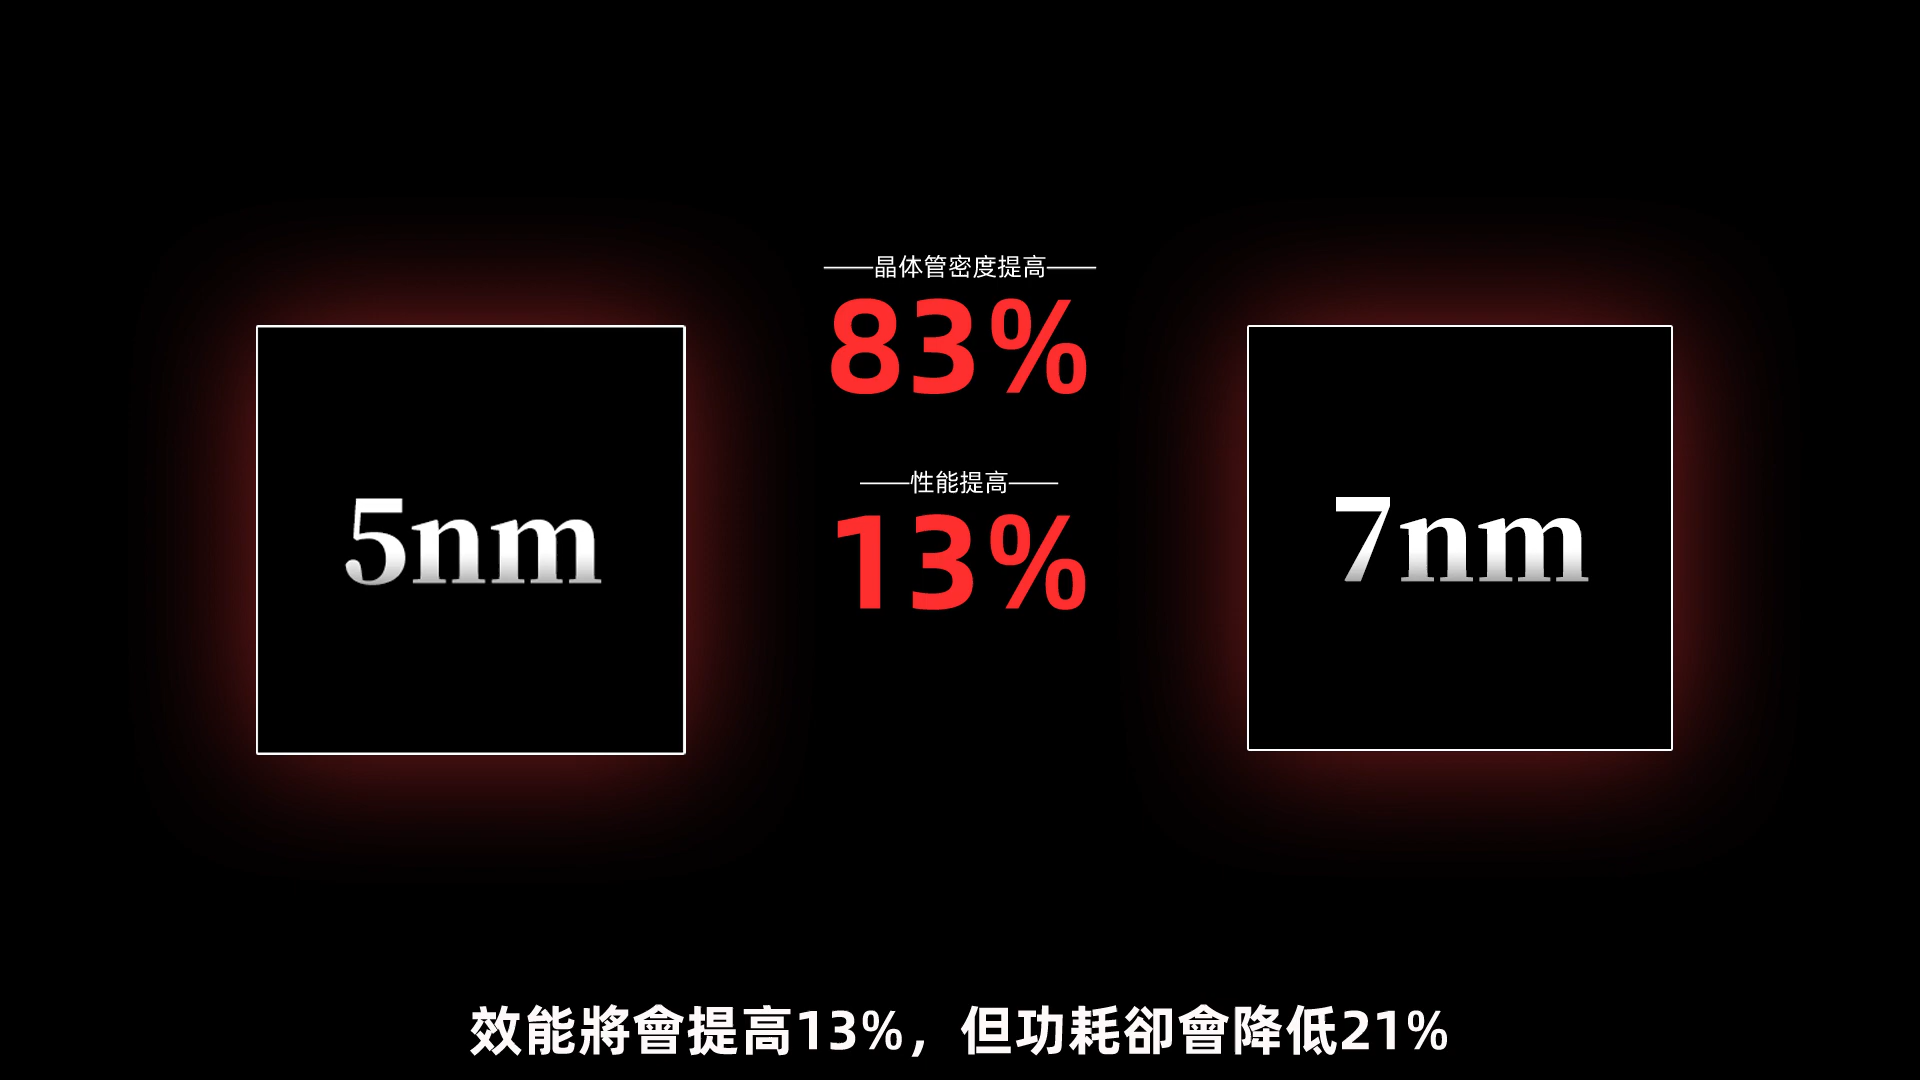 ——晶体管密度提高——
83%
——性能提高——
13%
5nm
7nm
效能將會提高13%，但功耗卻會降低21%